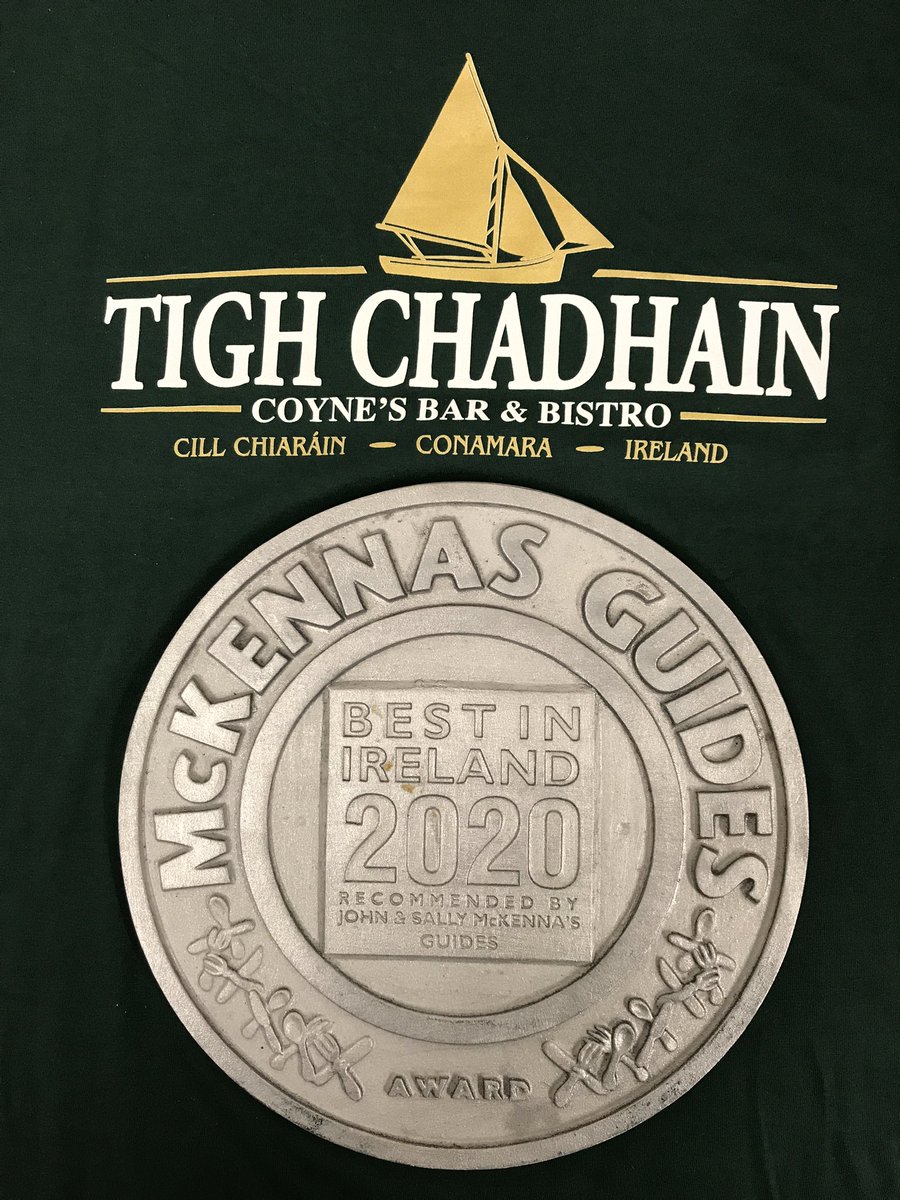 TIGH CHADHAIN
COYNE'S BAR & BISTRO
CILL CHIARÁIN – CONAMARA – IRELAND
McKENNAS GUIDES
BEST IN
IRELAND
2020
RECOMMENDED BY
JOHN & SALLY McKENNA'S
GUIDES
AWARD